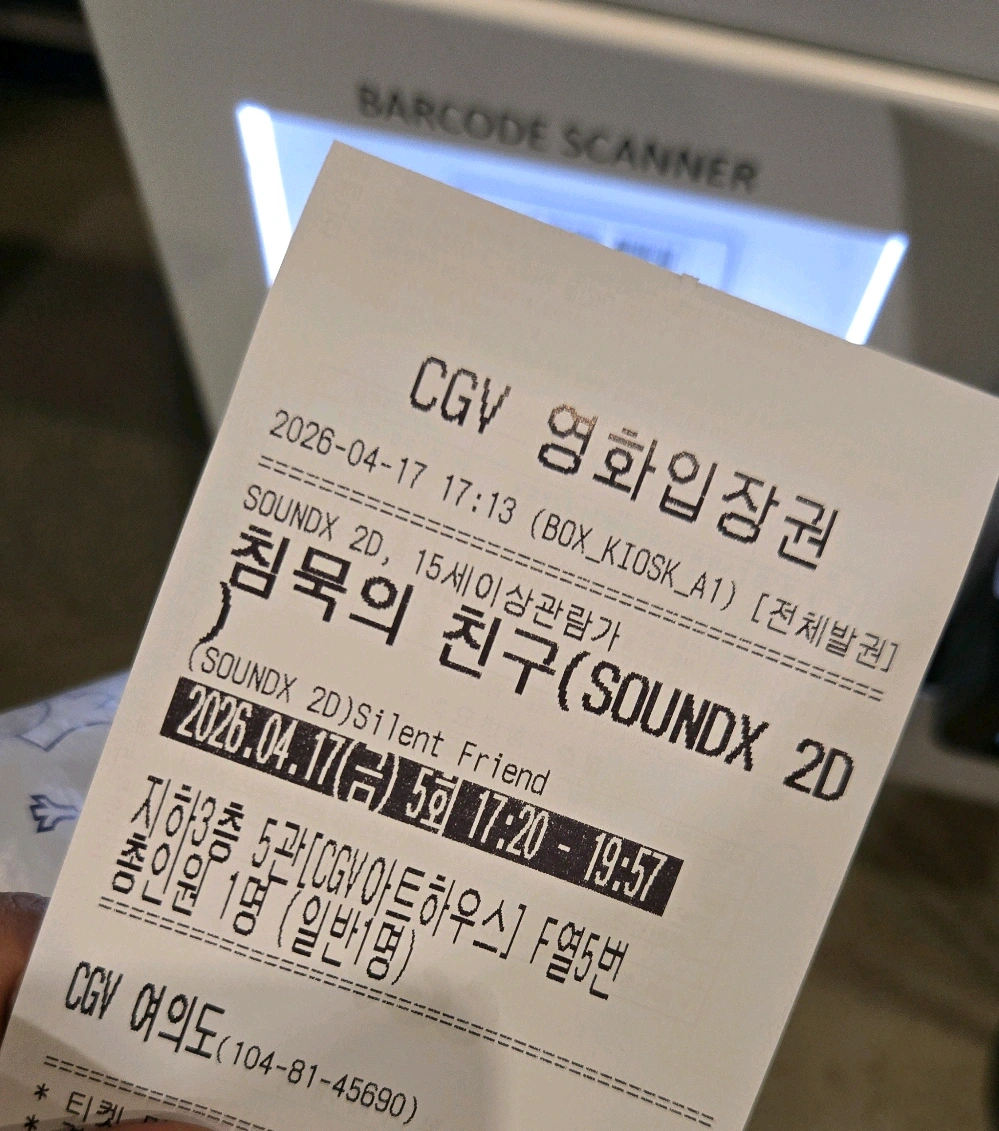 BARCODE SCANNER
CGV 영화입장권
2026-04-17 17:13 (BOX_KIOSK_A1) [전체발권]
SOUNDX 2D, 15세이상관람가
침묵의 친구(SOUNDX 2D
)
(SOUNDX 2D)Silent Friend
2026.04.17(금) 5회 17:20 - 19:57
지하3층 5관[CGV아트하우스] F열5번
총인원 1명 (일반1명)
CGV 여의도(104-81-45690)
* 티켓
*